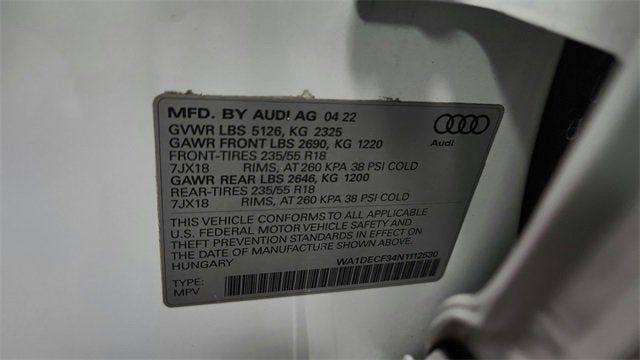 MFD. BY AUDI AG 04 22
GVWR LBS 5126, KG 2325
GAWR FRONT LBS 2690, KG 1220
FRONT-TIRES 235/55 R18
7JX18 RIMS, AT 260 KPA 38 PSI COLD
GAWR REAR LBS 2646, KG 1200
REAR-TIRES 235/55 R18
7JX18 RIMS, AT 260 KPA 38 PSI COLD
Audi
THIS VEHICLE CONFORMS TO ALL APPLICABLE
U.S. FEDERAL MOTOR VEHICLE SAFETY AND
THEFT PREVENTION STANDARDS IN EFFECT ON
THE DATE OF MANUFACTURE SHOWN ABOVE.
HUNGARY
WA1DECF34N1112530
TYPE:
MPV